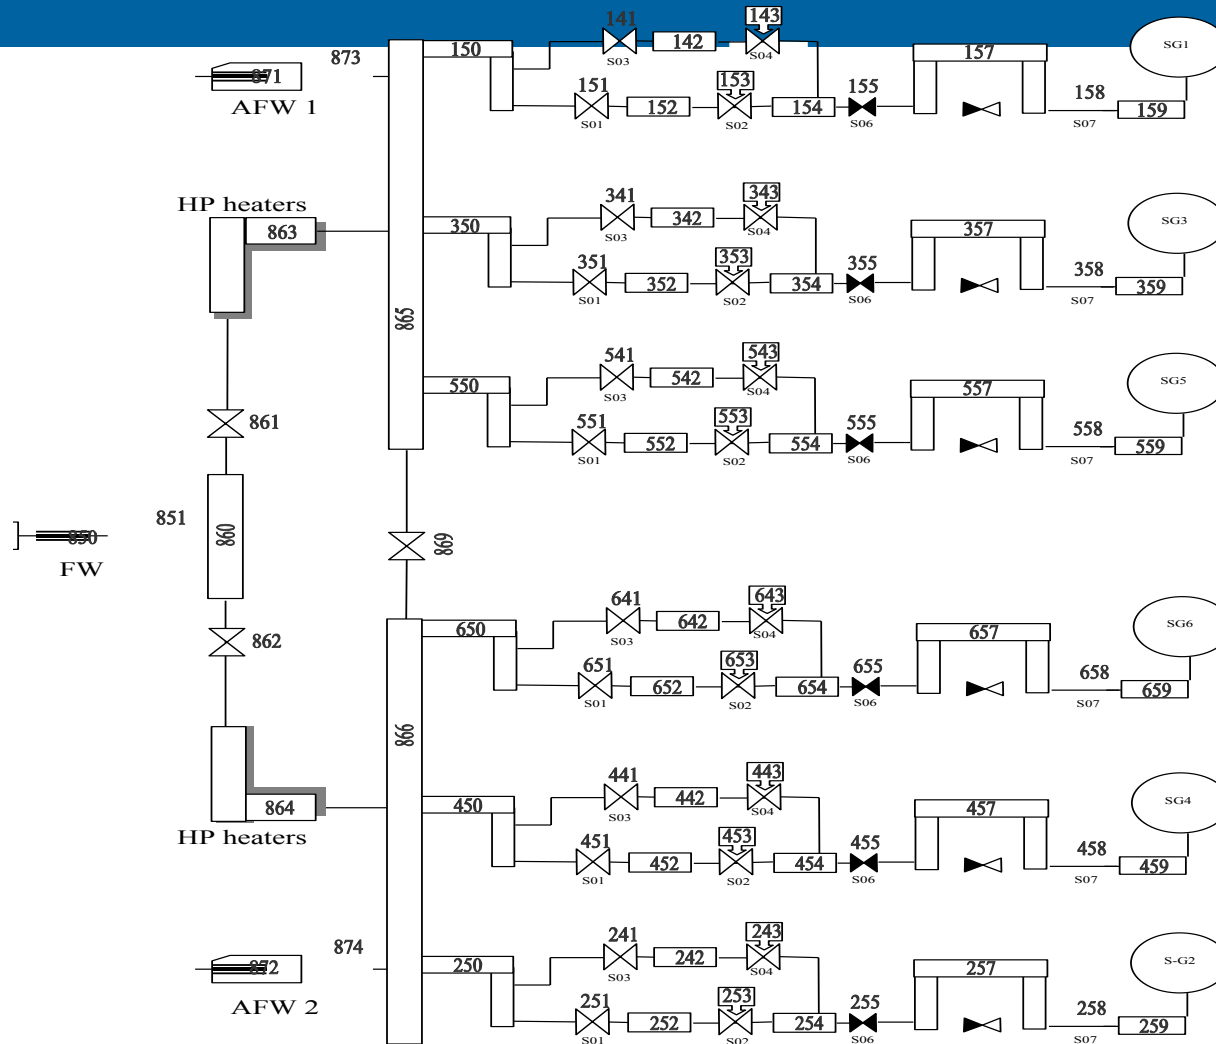 141 142 143 SG1
873 150 157
S03 S04
871 151 152 153 154 155 158 159
AFW 1
S01 S02 S06 S07
HP heaters 341 342 343 SG3
863 350 357
S03 S04
351 352 353 354 355 358 359
S01 S02 S06 S07
865
541 542 543 SG5
550 557
S03 S04
861 551 552 553 554 555 558 559
S01 S02 S06 S07
851 860
850 869
FW
641 642 643 SG6
862 650 657
S03 S04
651 652 653 654 655 658 659
S01 S02 S06 S07
866
441 442 443 SG4
864 450 457
S03 S04
HP heaters 451 452 453 454 455 458 459
S01 S02 S06 S07
874 241 242 243 S-G2
872 250 257
S03 S04
AFW 2 251 252 253 254 255 258 259
S01 S02 S06 S07